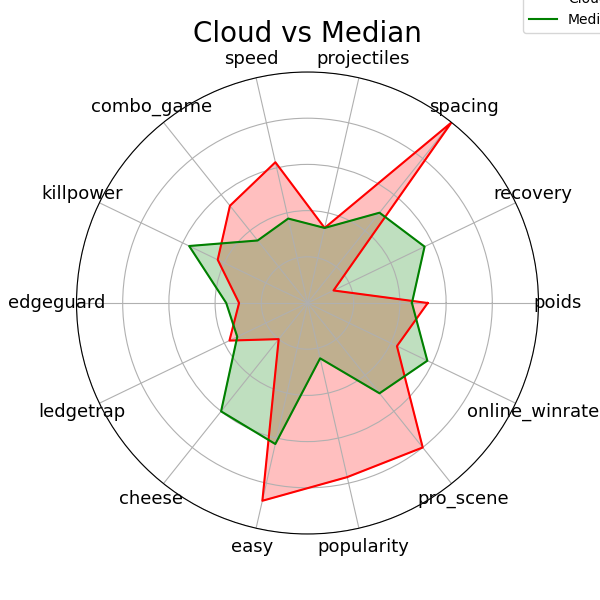 Cloud vs Median
speed
projectiles
combo_game
spacing
killpower
recovery
edgeguard
poids
ledgetrap
online_winrate
cheese
pro_scene
easy
popularity